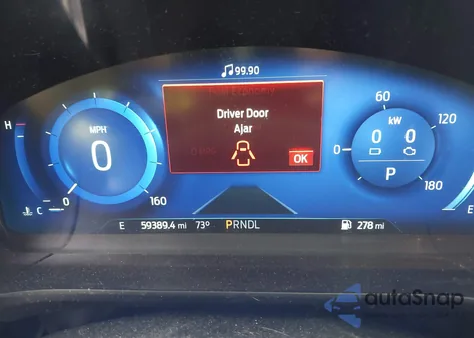 ♫ 99.90
Driver Door
Ajar
OK
H
C
MPH
0
0
160
kW
0 0
0
60
120
180
P
E
E 59389.4 mi 73° PRNDL 278 mi
autoSnap